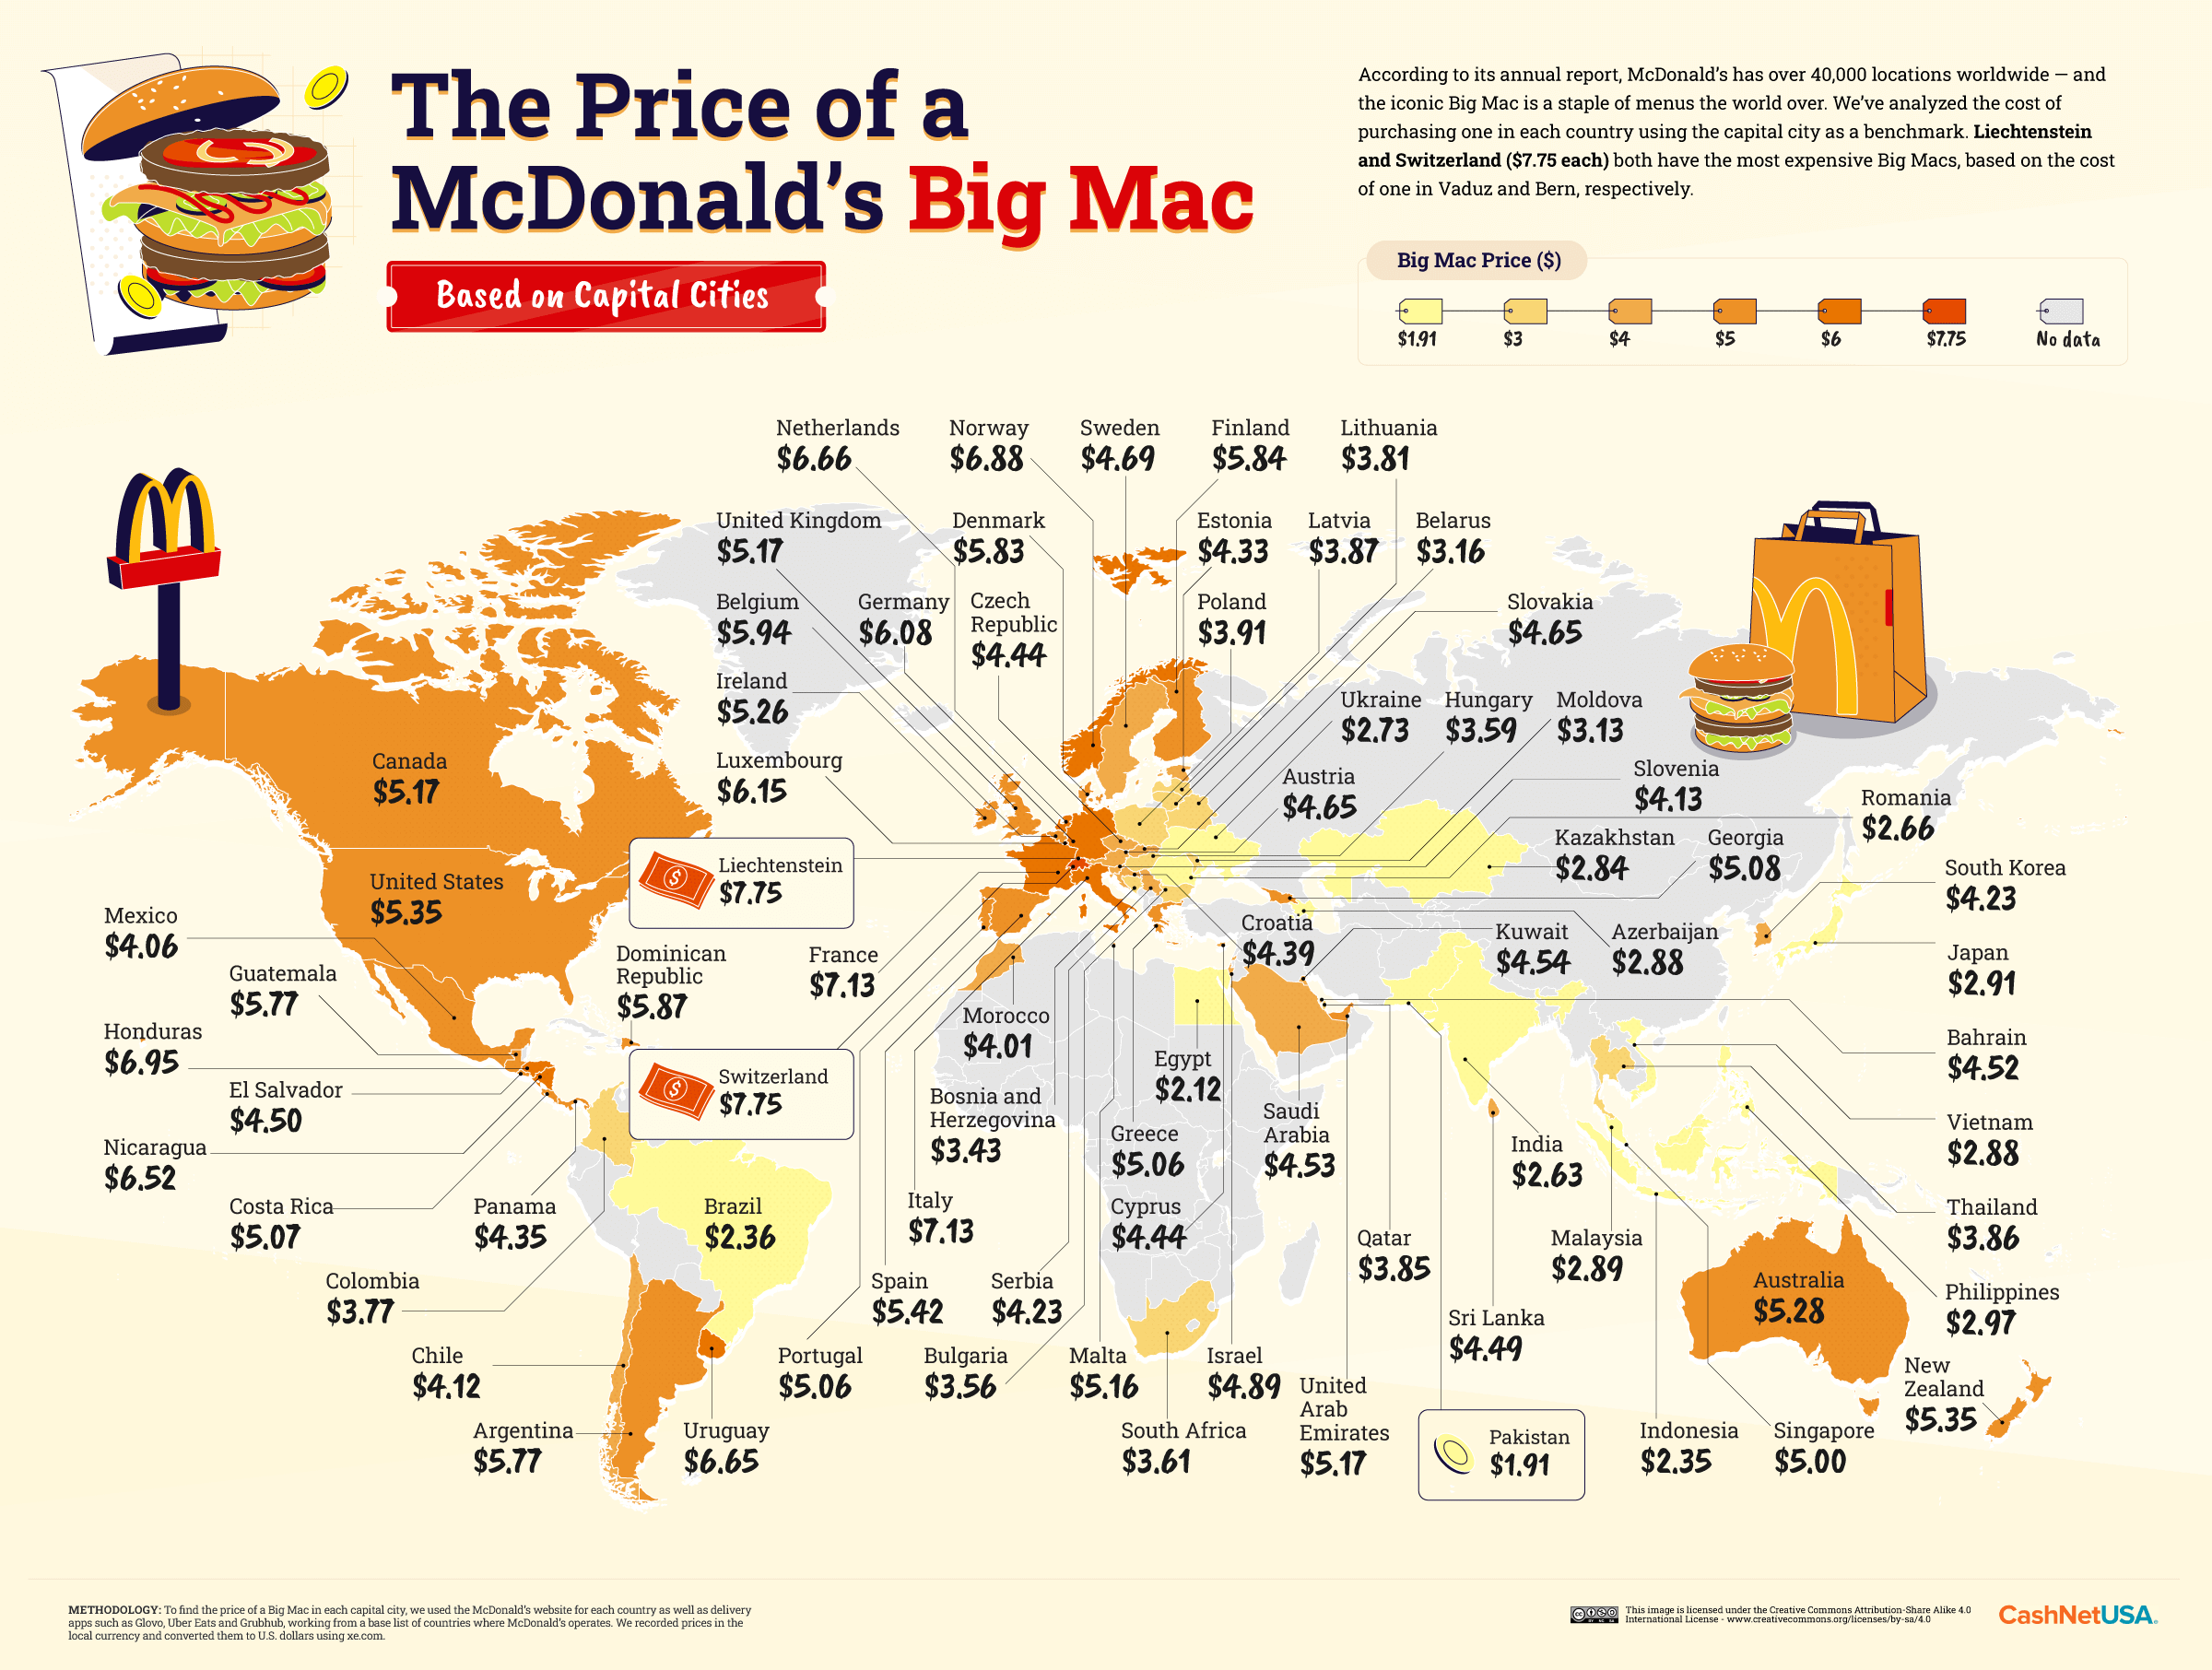 The Price of a
McDonald's Big Mac
Based on Capital Cities
According to its annual report, McDonald's has over 40,000 locations worldwide — and
the iconic Big Mac is a staple of menus the world over. We've analyzed the cost of
purchasing one in each country using the capital city as a benchmark. Liechtenstein
and Switzerland ($7.75 each) both have the most expensive Big Macs, based on the cost
of one in Vaduz and Bern, respectively.
Big Mac Price ($)
$1.91
$3
$4
$5
$6
$7.75
No data
Netherlands
$6.66
Norway
$6.88
Sweden
$4.69
Finland
$5.84
Lithuania
$3.81
United Kingdom
$5.17
Denmark
$5.83
Estonia
$4.33
Latvia
$3.87
Belarus
$3.16
Belgium
$5.94
Germany
$6.08
Czech
Republic
$4.44
Poland
$3.91
Slovakia
$4.65
Ireland
$5.26
Ukraine
$2.73
Hungary
$3.59
Moldova
$3.13
Luxembourg
$6.15
Austria
$4.65
Slovenia
$4.13
Romania
$2.66
Canada
$5.17
Kazakhstan
$2.84
Georgia
$5.08
Liechtenstein
$7.75
United States
$5.35
South Korea
$4.23
Mexico
$4.06
Croatia
$4.39
Kuwait
$4.54
Azerbaijan
$2.88
Japan
$2.91
Guatemala
$5.77
Dominican
Republic
$5.87
France
$7.13
Morocco
$4.01
Honduras
$6.95
Bahrain
$4.52
Egypt
$2.12
El Salvador
$4.50
Switzerland
$7.75
Bosnia and
Herzegovina
$3.43
Saudi
Arabia
$4.53
Greece
$5.06
India
$2.63
Vietnam
$2.88
Nicaragua
$6.52
Costa Rica
$5.07
Panama
$4.35
Brazil
$2.36
Italy
$7.13
Cyprus
$4.44
Qatar
$3.85
Malaysia
$2.89
Thailand
$3.86
Colombia
$3.77
Spain
$5.42
Serbia
$4.23
Australia
$5.28
Philippines
$2.97
Sri Lanka
$4.49
Chile
$4.12
Portugal
$5.06
Bulgaria
$3.56
Malta
$5.16
Israel
$4.89
United
Arab
Emirates
$5.17
New
Zealand
$5.35
Argentina
$5.77
Uruguay
$6.65
South Africa
$3.61
Pakistan
$1.91
Indonesia
$2.35
Singapore
$5.00
METHODOLOGY: To find the price of a Big Mac in each capital city, we used the McDonald's website for each country as well as delivery
apps such as Glovo, Uber Eats and Grubhub, working from a base list of countries where McDonald's operates. We recorded prices in the
local currency and converted them to U.S. dollars using xe.com.
This image is licensed under the Creative Commons Attribution-Share Alike 4.0
International License - www.creativecommons.org/licenses/by-sa/4.0
CashNetUSA